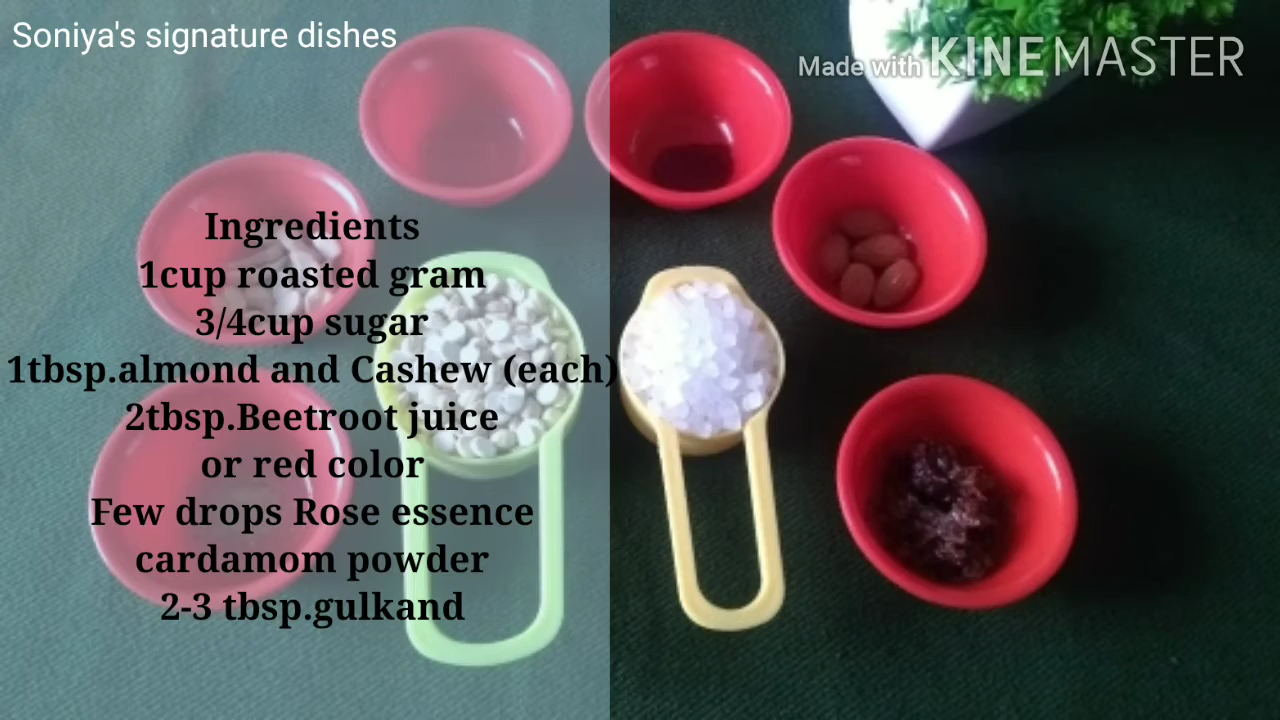 Soniya's signature dishes
Made with KINEMASTER
Ingredients
1cup roasted gram
3/4cup sugar
1tbsp.almond and Cashew (each)
2tbsp.Beetroot juice
or red color
Few drops Rose essence
cardamom powder
2-3 tbsp.gulkand